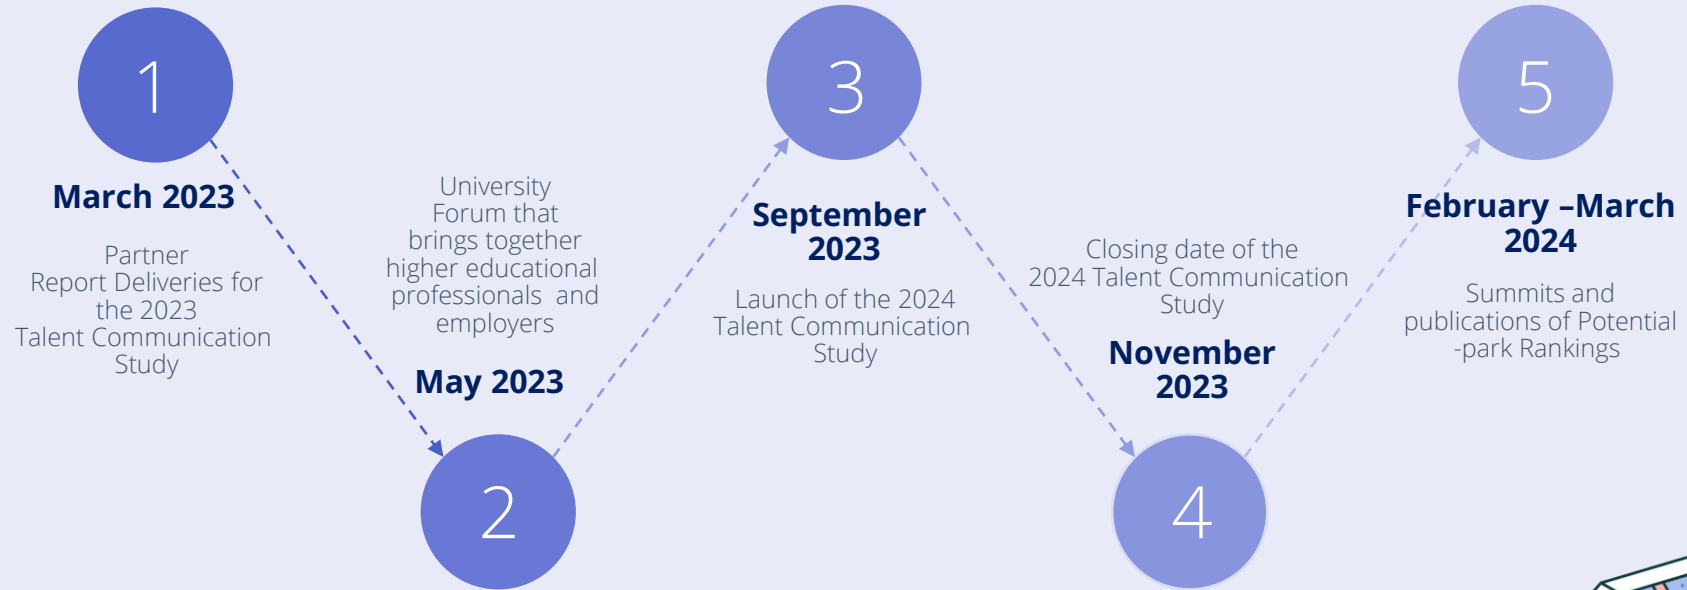 1
March 2023
Partner
Report Deliveries for
the 2023
Talent Communication
Study
University
Forum that
brings together
higher educational
professionals  and
employers
May 2023
2
3
September
2023
Launch of the 2024
Talent Communication
Study
Closing date of the
2024 Talent Communication
Study
November
2023
4
5
February –March
2024
Summits and
publications of Potential
-park Rankings